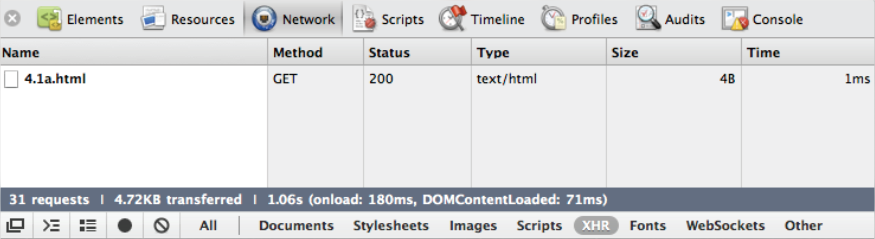 Elements Resources Network Scripts Timeline Profiles Audits Console
Name Method Status Type Size Time
4.1a.html GET 200 text/html 4B 1ms
31 requests | 4.72KB transferred | 1.06s (onload: 180ms, DOMContentLoaded: 71ms)
All Documents Stylesheets Images Scripts XHR Fonts WebSockets Other